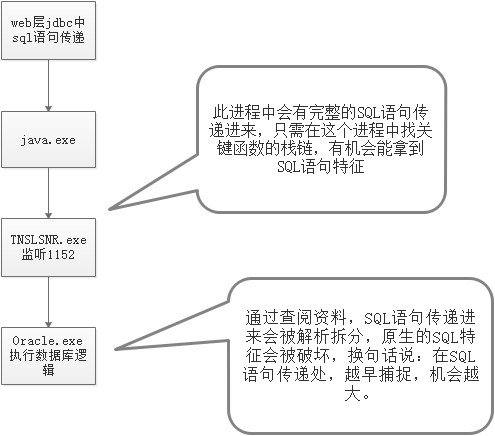 web层jdbc中
sql语句传递
java.exe
此进程中会有完整的SQL语句传
递进来，只需在这个进程中找关
键函数的栈链，有机会能拿到
SQL语句特征
TNSLSNR.exe
监听1152
Oracle.exe
执行数据库逻
辑
通过查阅资料，SQL语句传递进
来会被解析拆分，原生的SQL特
征会被破坏，换句话说：在SQL
语句传递处，越早捕捉，机会越
大。